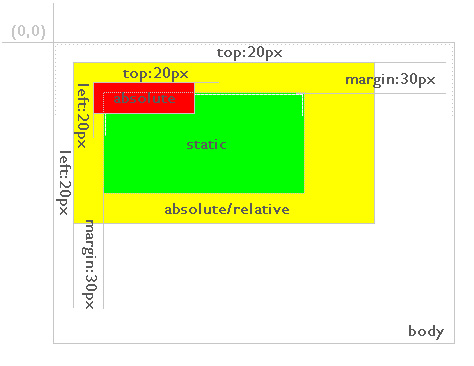 (0,0)
top:20px
top:20px
margin:30px
left:20px
absolute
static
left:20px
absolute/relative
margin:30px
body